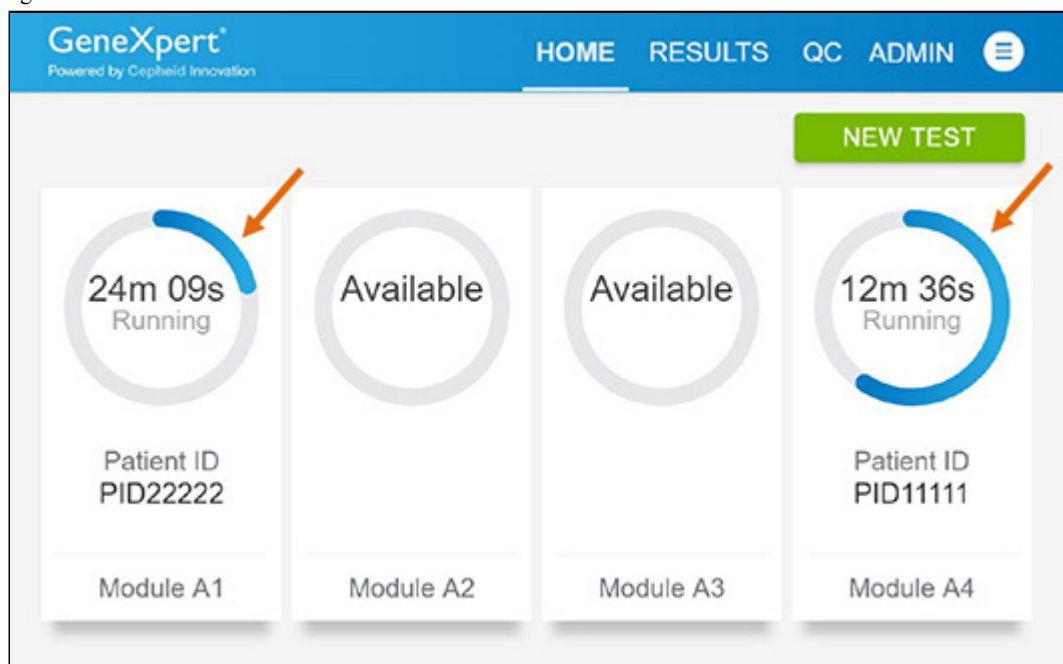 GeneXpert®
Powered by Cepheid Innovation
HOME RESULTS QC ADMIN
NEW TEST
24m 09s
Running
Patient ID
PID22222
Module A1
Available
Module A2
Available
Module A3
12m 36s
Running
Patient ID
PID11111
Module A4